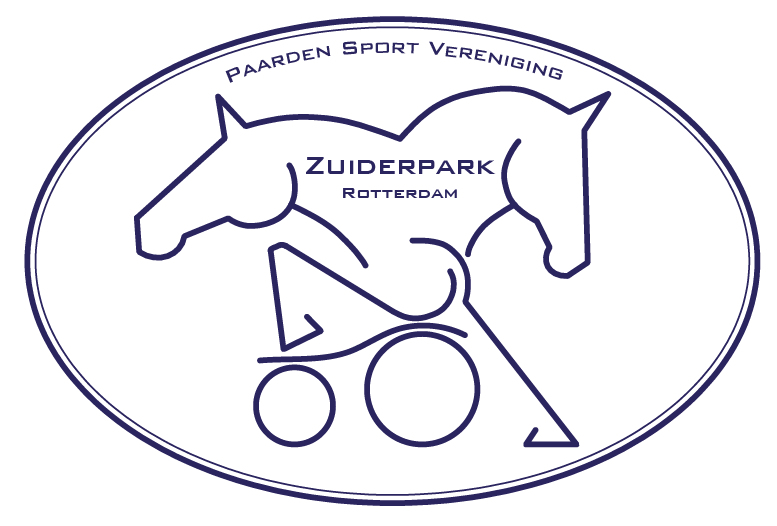 Paarden Sport Vereniging
Zuiderpark
Rotterdam